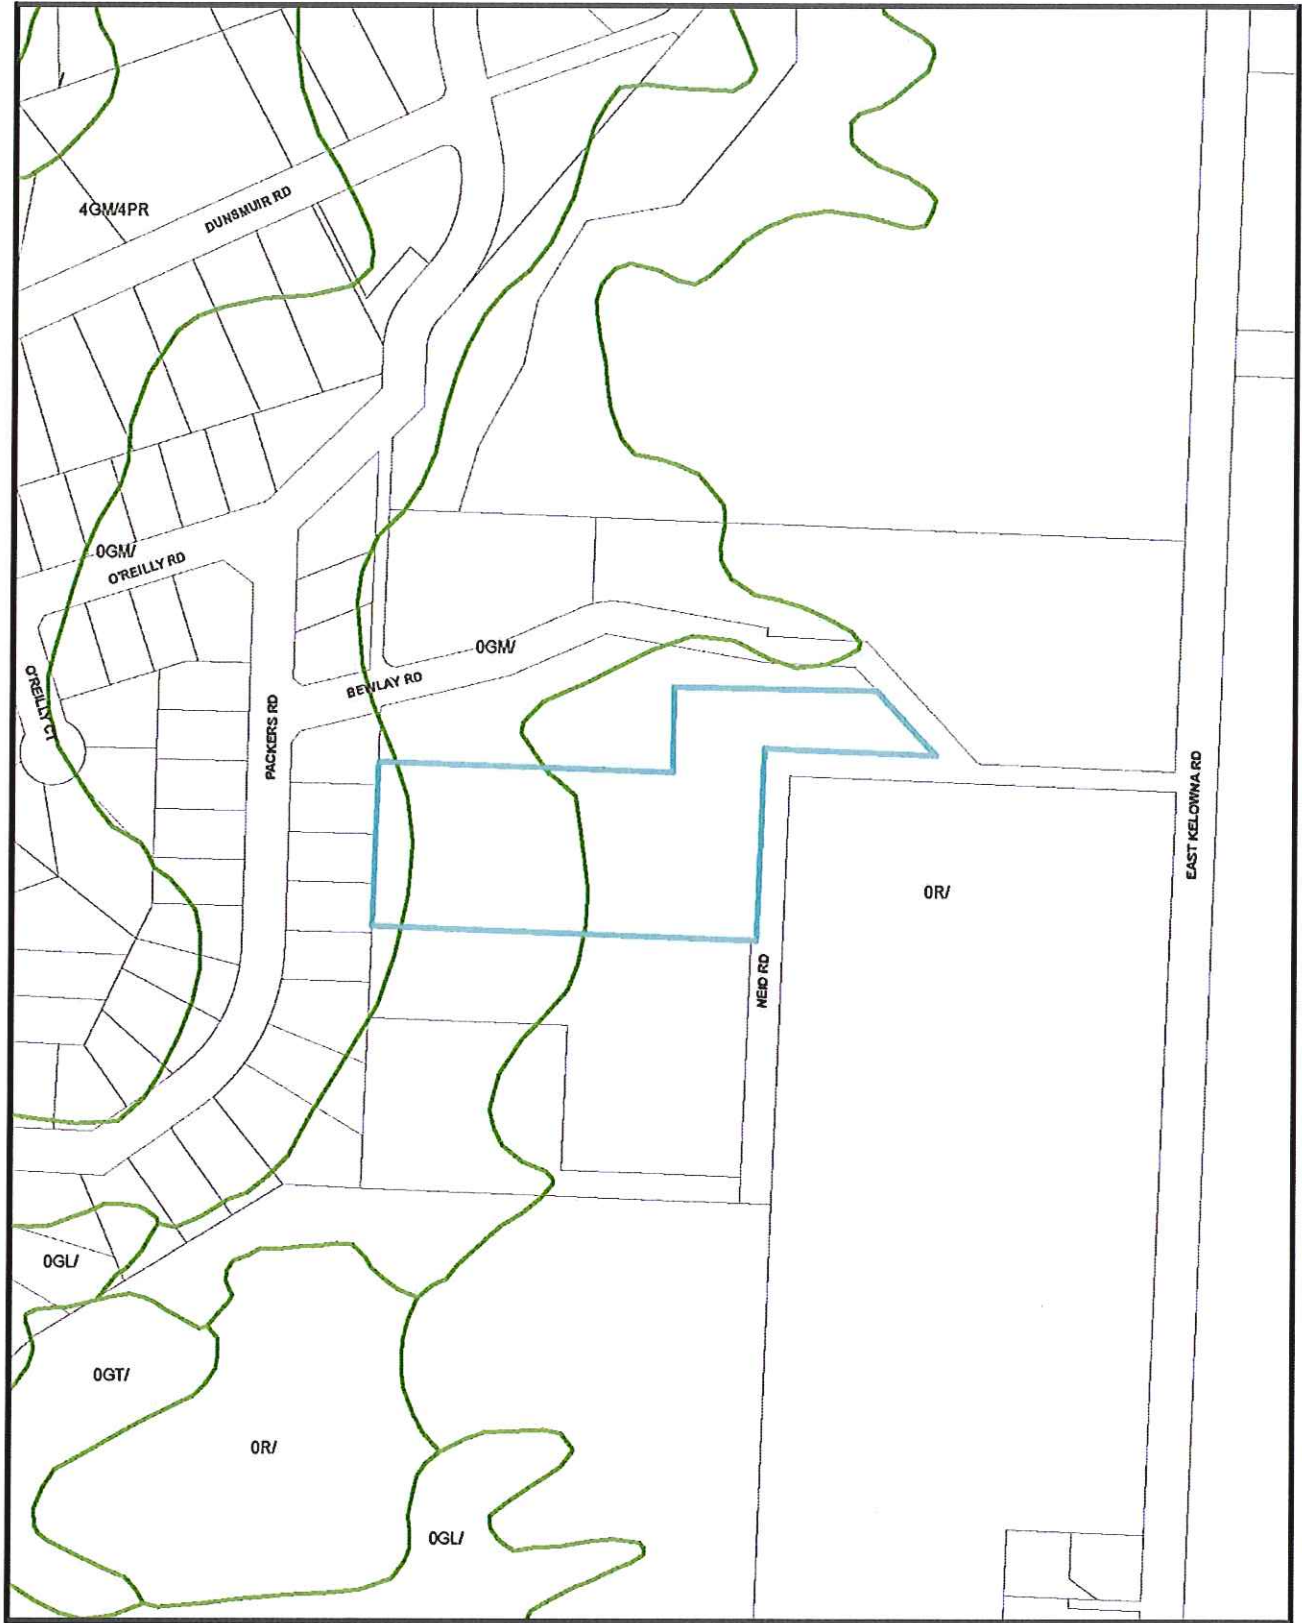 4GM/4PR
DUNSMUIR RD
0GM/
O'REILLY RD
0GM/
BEWLAY RD
O'REILLY CT
PACKERS RD
EAST KELOWNA RD
0R/
NEID RD
0GL/
0GT/
0R/
0GL/